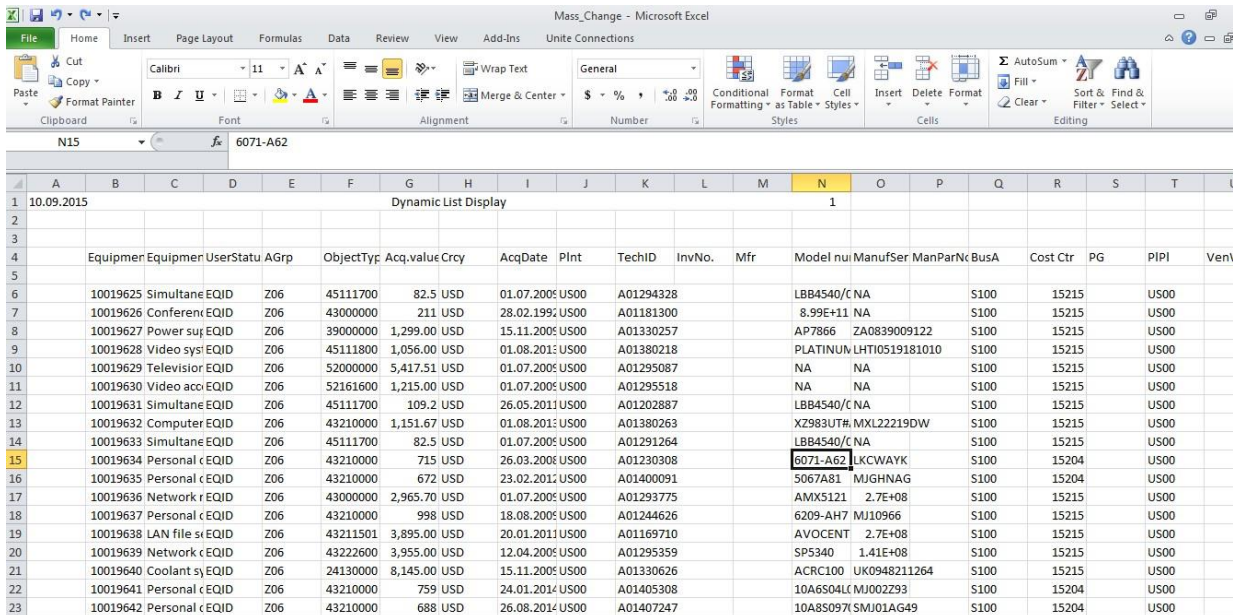 Mass_Change - Microsoft Excel
File Home Insert Page Layout Formulas Data Review View Add-Ins Unite Connections
Cut
Copy
Paste
Format Painter
Clipboard
Calibri 11 A A
B I U A
Font
Wrap Text
Merge & Center
Alignment
General
$ % , .00 .00
Number
Conditional Formatting
Format as Table
Cell Styles
Styles
Insert Delete Format
Cells
Σ AutoSum
Fill
Clear
Sort & Filter
Find & Select
Editing
N15 fx 6071-A62
A B C D E F G H I J K L M N O P Q R S T
1 10.09.2015 Dynamic List Display 1
2
3
4 Equipmen Equipmen UserStatu AGrp ObjectTyp Acq.value Crcy AcqDate Plnt TechID InvNo. Mfr Model nu ManufSer ManParNo BusA Cost Ctr PG PlPl Ven
5
6 10019625 Simultane EQID Z06 45111700 82.5 USD 01.07.2009 US00 A01294328 LBB4540/0 NA S100 15215 US00
7 10019626 Conferenc EQID Z06 43000000 211 USD 28.02.1992 US00 A01181300 8.99E+11 NA S100 15215 US00
8 10019627 Power sup EQID Z06 39000000 1,299.00 USD 15.11.2009 US00 A01330257 AP7866 ZA0839009122 S100 15215 US00
9 10019628 Video syst EQID Z06 45111800 1,056.00 USD 01.08.2013 US00 A01380218 PLATINUM LHTI0519181010 S100 15215 US00
10 10019629 Television EQID Z06 52000000 5,417.51 USD 01.07.2009 US00 A01295087 NA NA S100 15215 US00
11 10019630 Video acce EQID Z06 52161600 1,215.00 USD 01.07.2009 US00 A01295518 NA NA S100 15215 US00
12 10019631 Simultane EQID Z06 45111700 109.2 USD 26.05.2011 US00 A01202887 LBB4540/0 NA S100 15215 US00
13 10019632 Computer EQID Z06 43210000 1,151.67 USD 01.08.2013 US00 A01380263 XZ983UT# MXL22219DW S100 15215 US00
14 10019633 Simultane EQID Z06 45111700 82.5 USD 01.07.2009 US00 A01291264 LBB4540/0 NA S100 15215 US00
15 10019634 Personal c EQID Z06 43210000 715 USD 26.03.2008 US00 A01230308 6071-A62 LKCWAYK S100 15204 US00
16 10019635 Personal c EQID Z06 43210000 672 USD 23.02.2012 US00 A01400091 5067A81 MJGHNAG S100 15204 US00
17 10019636 Network r EQID Z06 43000000 2,965.70 USD 01.07.2009 US00 A01293775 AMX5121 2.7E+08 S100 15215 US00
18 10019637 Personal c EQID Z06 43210000 998 USD 18.08.2009 US00 A01244626 6209-AH7 MJ10966 S100 15215 US00
19 10019638 LAN file se EQID Z06 43211501 3,895.00 USD 20.01.2011 US00 A01169710 AVOCENT 2.7E+08 S100 15215 US00
20 10019639 Network c EQID Z06 43222600 3,955.00 USD 12.04.2009 US00 A01295359 SP5340 1.41E+08 S100 15215 US00
21 10019640 Coolant sy EQID Z06 24130000 8,145.00 USD 15.11.2009 US00 A01330626 ACRC100 UK0948211264 S100 15215 US00
22 10019641 Personal c EQID Z06 43210000 759 USD 24.01.2014 US00 A01405308 10A6S04L0 MJ002Z93 S100 15204 US00
23 10019642 Personal c EQID Z06 43210000 688 USD 26.08.2014 US00 A01407247 10A8S0970 SMJ01AG49 S100 15204 US00